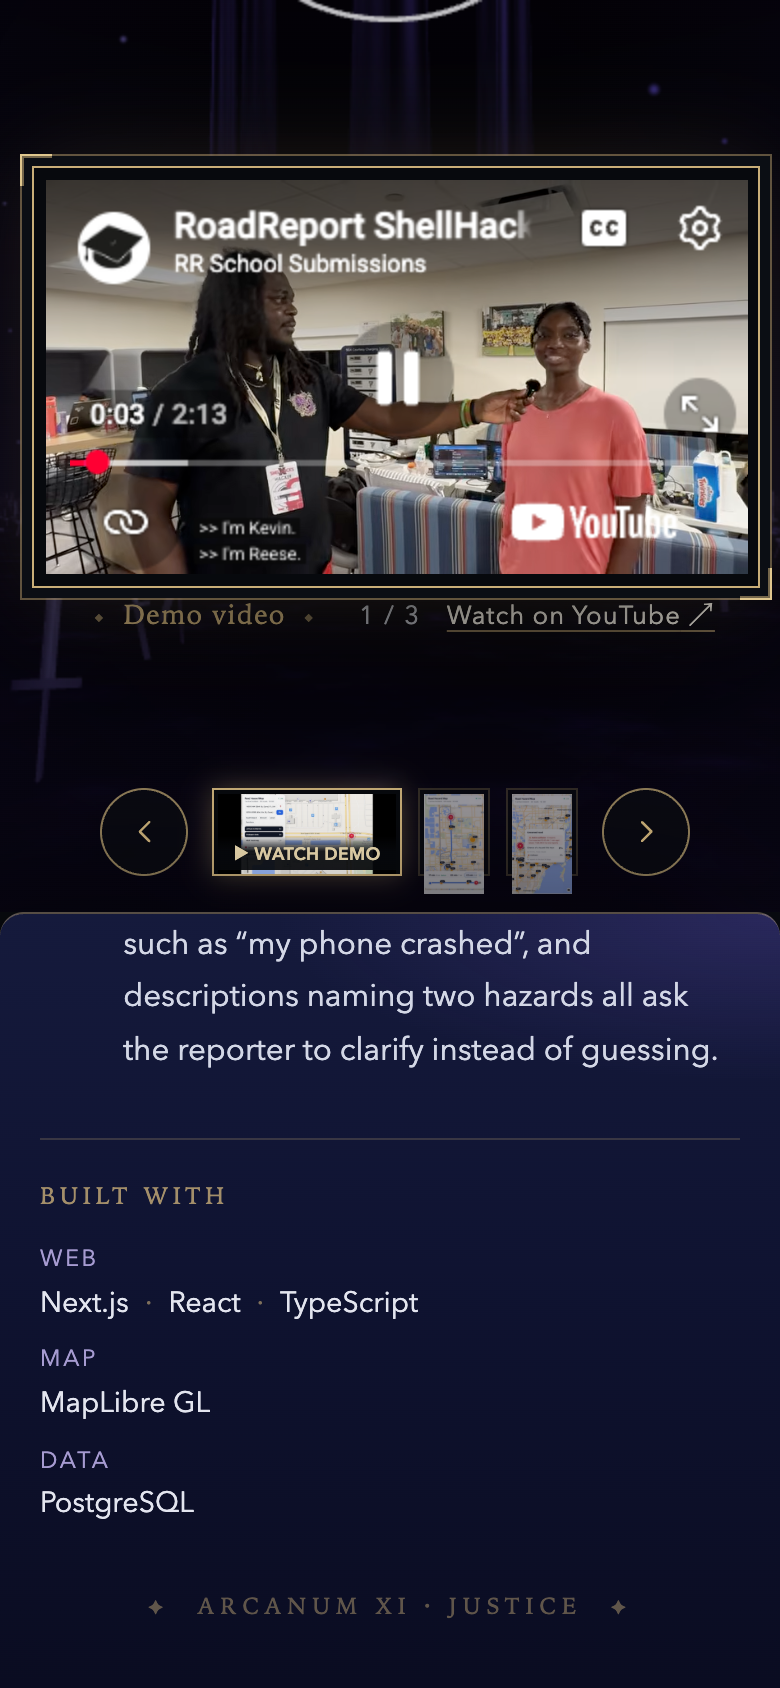 RoadReport ShellHack
RR School Submissions
CC
0:03 / 2:13
>> I'm Kevin.
>> I'm Reese.
YouTube
Demo video
1 / 3
Watch on YouTube ↗
WATCH DEMO
such as “my phone crashed”, and
descriptions naming two hazards all ask
the reporter to clarify instead of guessing.
BUILT WITH
WEB
Next.js · React · TypeScript
MAP
MapLibre GL
DATA
PostgreSQL
ARCANUM XI · JUSTICE